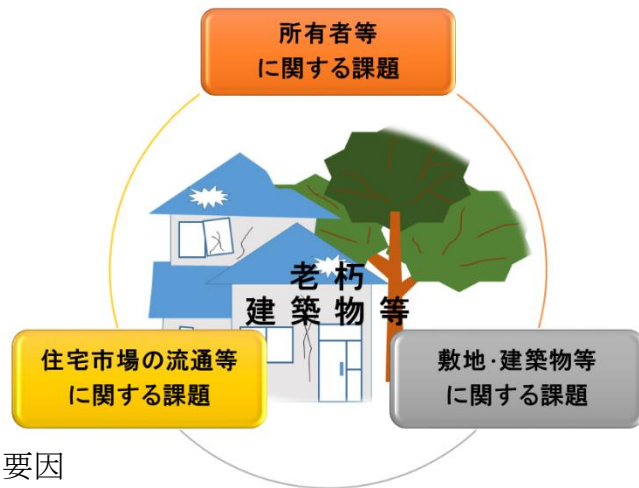 所有者等
に関する課題
老朽
建築物等
住宅市場の流通等
に関する課題
敷地・建築物等
に関する課題
要因